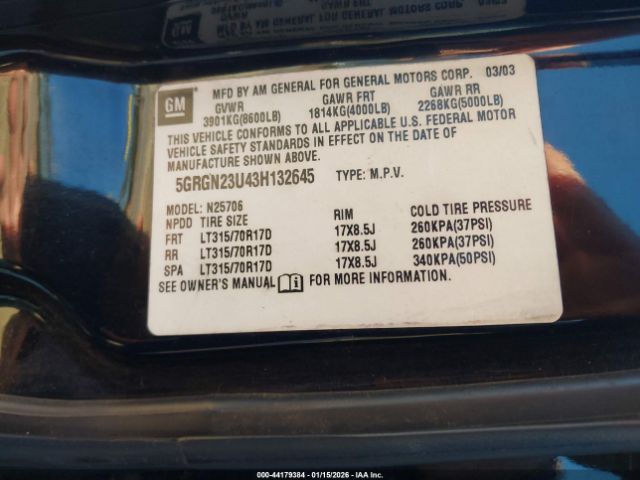 GAWR FRT
GM
MFD BY AM GENERAL FOR GENERAL MOTORS CORP. 03/03
GVWR GAWR FRT GAWR RR
3901KG(8600LB) 1814KG(4000LB) 2268KG(5000LB)
THIS VEHICLE CONFORMS TO ALL APPLICABLE U.S. FEDERAL MOTOR
VEHICLE SAFETY STANDARDS IN EFFECT ON THE DATE OF
MANUFACTURE SHOWN ABOVE.
5GRGN23U43H132645 TYPE: M.P.V.
MODEL: N25706
NPDD TIRE SIZE RIM COLD TIRE PRESSURE
FRT LT315/70R17D 17X8.5J 260KPA(37PSI)
RR LT315/70R17D 17X8.5J 260KPA(37PSI)
SPA LT315/70R17D 17X8.5J 340KPA(50PSI)
SEE OWNER'S MANUAL FOR MORE INFORMATION.
000-44179384 - 01/15/2026 - IAA Inc.